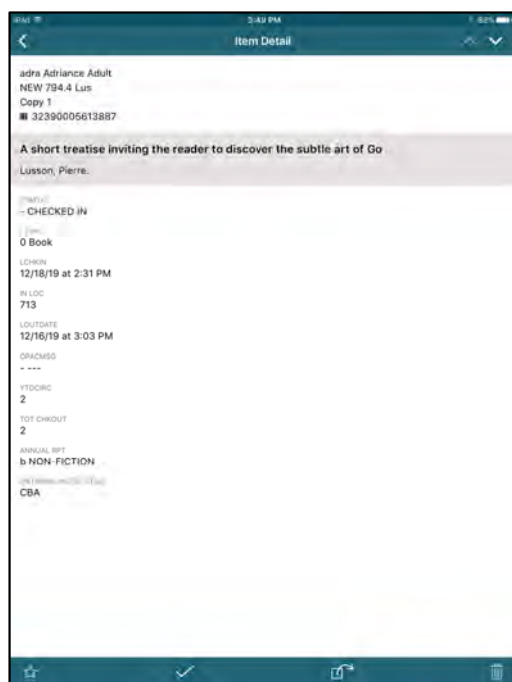 iPad 3:49 PM 82%
Item Detail
adra Adriance Adult
NEW 794.4 Lus
Copy 1
32390005613887
A short treatise inviting the reader to discover the subtle art of Go
Lusson, Pierre.
- CHECKED IN
0 Book
LCHKIN
12/18/19 at 2:31 PM
IN LOC
713
LOUTDATE
12/16/19 at 3:03 PM
OPACMSG
- ---
YTDCIRC
2
TOT CHKOUT
2
ANNUAL RPT
b NON-FICTION
CBA